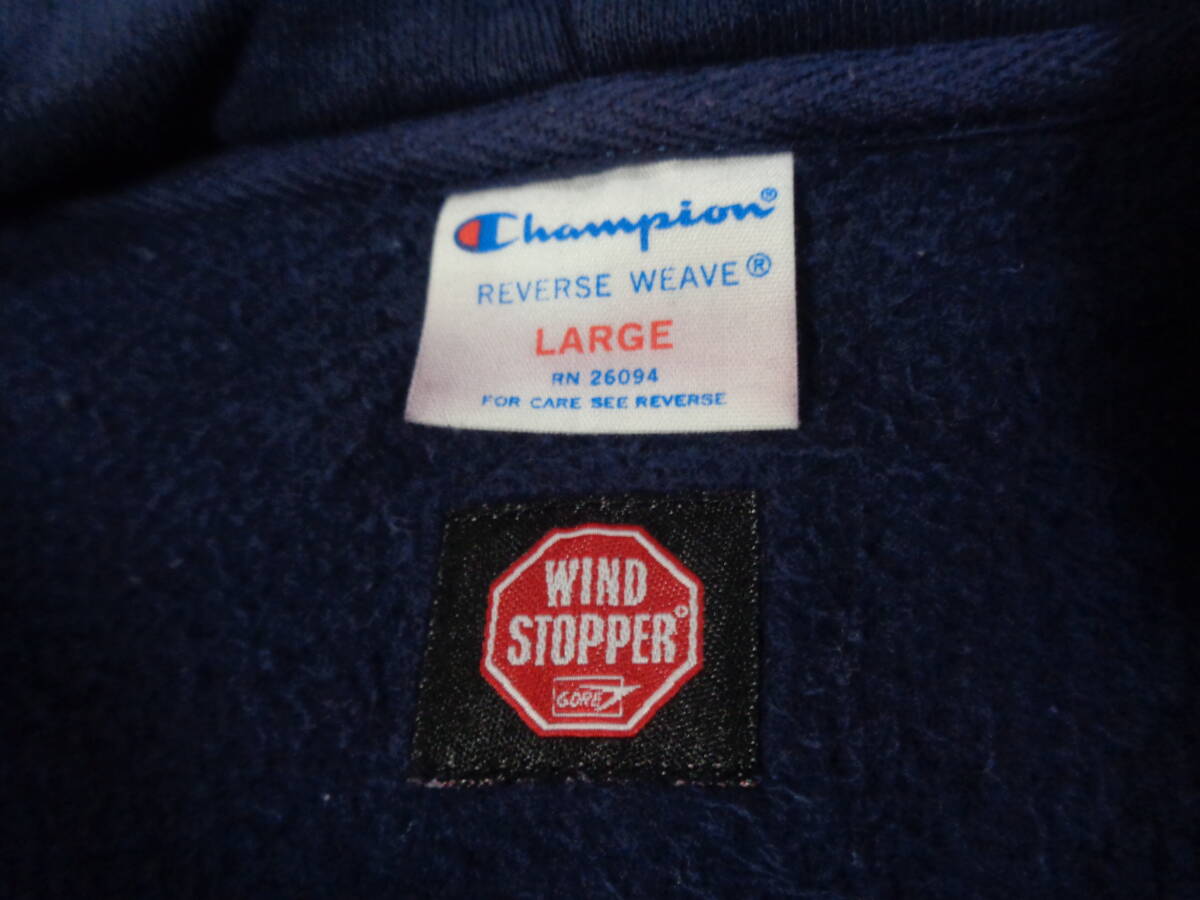 Champion®
REVERSE WEAVE®
LARGE
RN 26094
FOR CARE SEE REVERSE
WIND
STOPPER
GORE